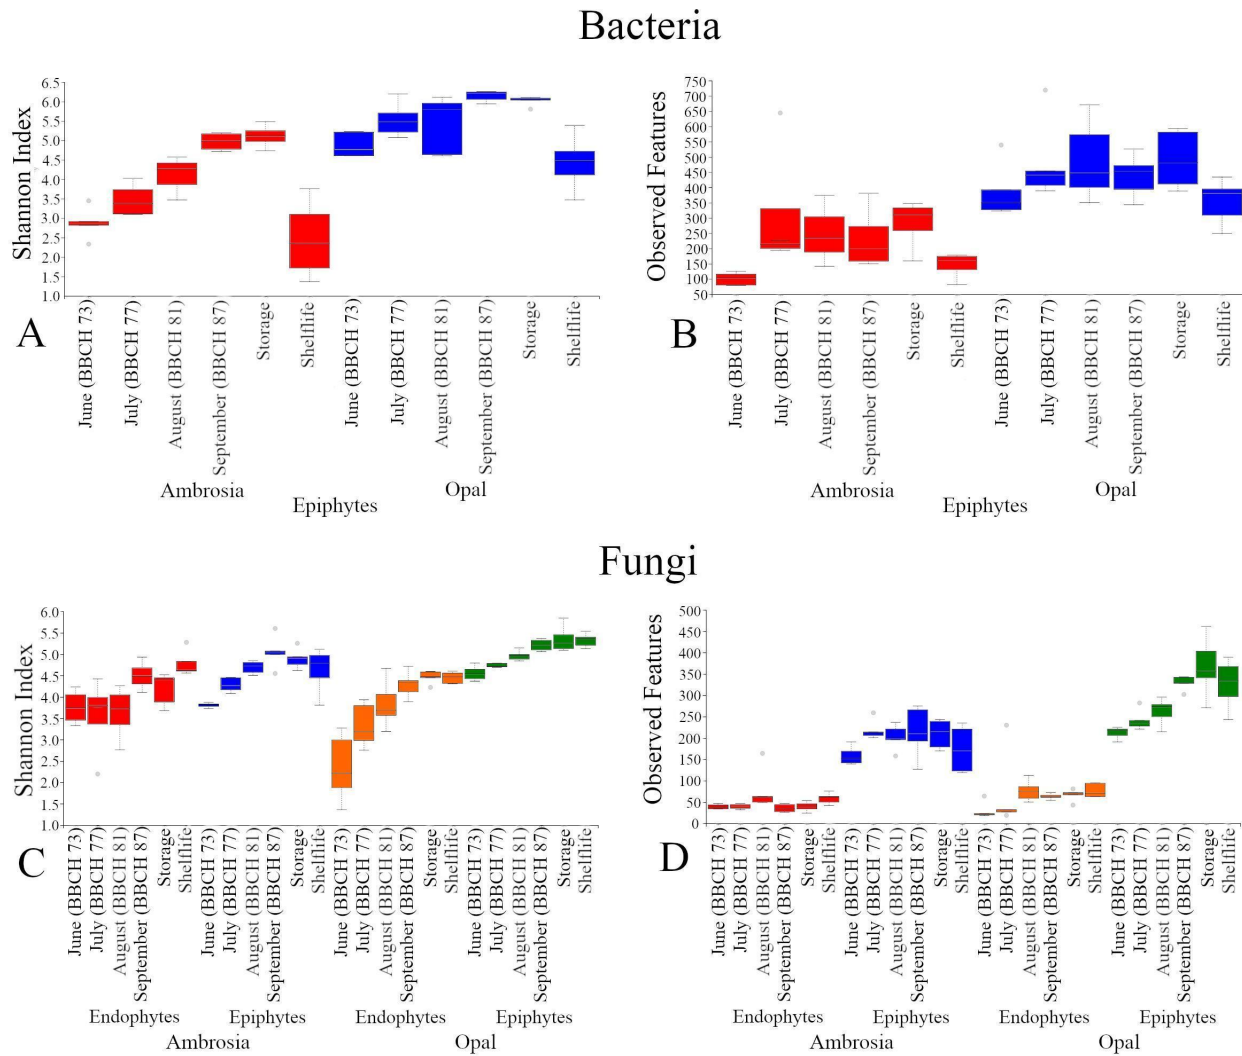 Bacteria
Shannon Index
6.5
6.0
5.5
5.0
4.5
4.0
3.5
3.0
2.5
2.0
1.5
1.0
A
June (BBCH 73)
July (BBCH 77)
August (BBCH 81)
September (BBCH 87)
Storage
Shelflife
June (BBCH 73)
July (BBCH 77)
August (BBCH 81)
September (BBCH 87)
Storage
Shelflife
Ambrosia
Opal
Epiphytes
Observed Features
750
700
650
600
550
500
450
400
350
300
250
200
150
100
50
B
June (BBCH 73)
July (BBCH 77)
August (BBCH 81)
September (BBCH 87)
Storage
Shelflife
June (BBCH 73)
July (BBCH 77)
August (BBCH 81)
September (BBCH 87)
Storage
Shelflife
Ambrosia
Opal
Epiphytes
Fungi
Shannon Index
6.0
5.5
5.0
4.5
4.0
3.5
3.0
2.5
2.0
1.5
1.0
C
June (BBCH 73)
July (BBCH 77)
August (BBCH 81)
September (BBCH 87)
Storage
Shelflife
June (BBCH 73)
July (BBCH 77)
August (BBCH 81)
September (BBCH 87)
Storage
Shelflife
June (BBCH 73)
July (BBCH 77)
August (BBCH 81)
September (BBCH 87)
Storage
Shelflife
June (BBCH 73)
July (BBCH 77)
August (BBCH 81)
September (BBCH 87)
Storage
Shelflife
Endophytes
Epiphytes
Endophytes
Epiphytes
Ambrosia
Opal
Observed Features
500
450
400
350
300
250
200
150
100
50
0
D
June (BBCH 73)
July (BBCH 77)
August (BBCH 81)
September (BBCH 87)
Storage
Shelflife
June (BBCH 73)
July (BBCH 77)
August (BBCH 81)
September (BBCH 87)
Storage
Shelflife
June (BBCH 73)
July (BBCH 77)
August (BBCH 81)
September (BBCH 87)
Storage
Shelflife
June (BBCH 73)
July (BBCH 77)
August (BBCH 81)
September (BBCH 87)
Storage
Shelflife
Endophytes
Epiphytes
Endophytes
Epiphytes
Ambrosia
Opal